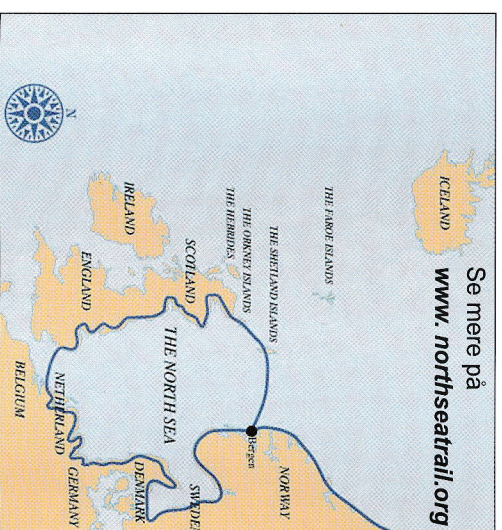 Se mere på
www. northseatrail.org
ICELAND
THE FAROE ISLANDS
THE SHETLAND ISLANDS
THE ORKNEY ISLANDS
THE HEBRIDES
SCOTLAND
IRELAND
ENGLAND
THE NORTH SEA
Bergen
NORWAY
SWEDE
DENMARK
NETHERLAND
GERMANY
BELGIUM
N